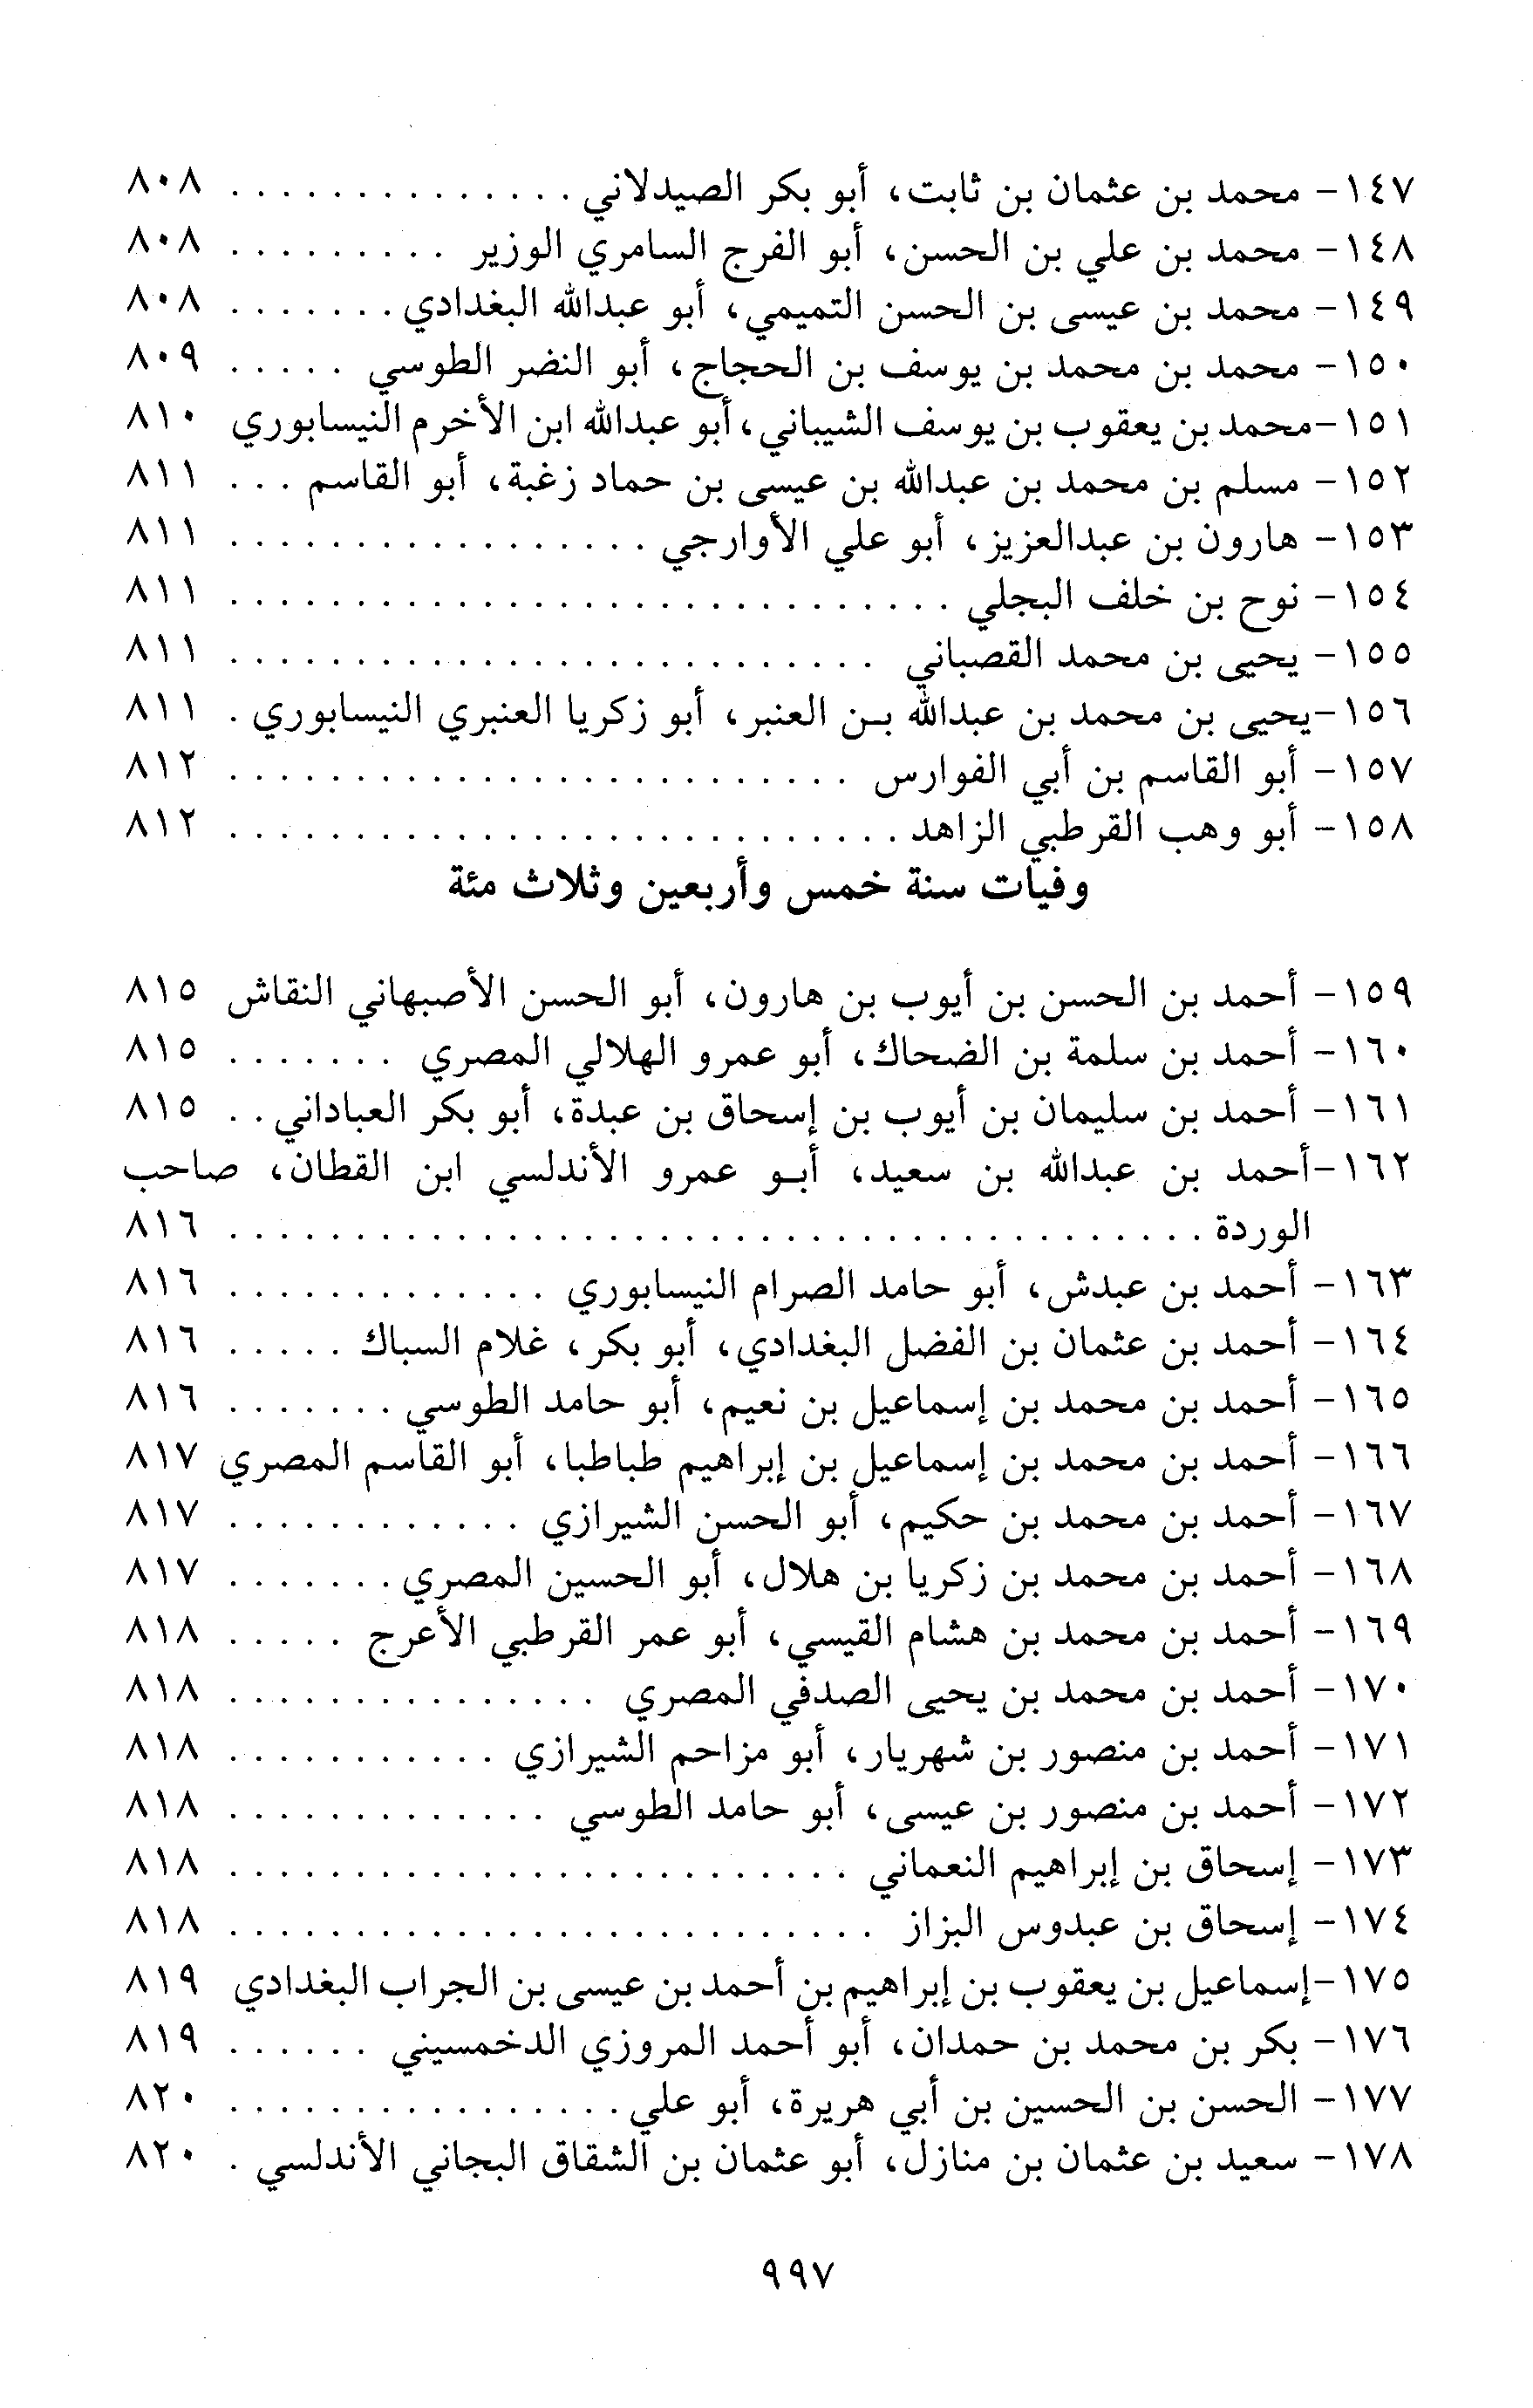 ١٤٧- محمد بن عثمان بن ثابت، أبو بكر الصيدلاني . . . . . . . . . . . . . . ٨٠٨
١٤٨- محمد بن علي بن الحسن، أبو الفرج السامري الوزير . . . . . . . . . ٨٠٨
١٤٩- محمد بن عيسى بن الحسن التميمي، أبو عبدالله البغدادي . . . . . . . ٨٠٨
١٥٠- محمد بن محمد بن يوسف بن الحجاج، أبو النضر الطوسي . . . . . ٨٠٩
١٥١-محمد بن يعقوب بن يوسف الشيباني، أبو عبدالله ابن الأخرم النيسابوري ٨١٠
١٥٢- مسلم بن محمد بن عبدالله بن عيسى بن حماد زغبة، أبو القاسم . . . ٨١١
١٥٣- هارون بن عبدالعزيز، أبو علي الأوارجي . . . . . . . . . . . . . . . . . ٨١١
١٥٤- نوح بن خلف البجلي . . . . . . . . . . . . . . . . . . . . . . . . . . . . . ٨١١
١٥٥- يحيى بن محمد القصباني . . . . . . . . . . . . . . . . . . . . . . . . . . ٨١١
١٥٦-يحيى بن محمد بن عبدالله بـن العنبر، أبو زكريا العنبري النيسابوري . ٨١١
١٥٧- أبو القاسم بن أبي الفوارس . . . . . . . . . . . . . . . . . . . . . . . . . ٨١٢
١٥٨- أبو وهب القرطبي الزاهد . . . . . . . . . . . . . . . . . . . . . . . . . . . ٨١٢
وفيات سنة خمس وأربعين وثلاث مئة
١٥٩- أحمد بن الحسن بن أيوب بن هارون، أبو الحسن الأصبهاني النقاش ٨١٥
١٦٠- أحمد بن سلمة بن الضحاك، أبو عمرو الهلالي المصري . . . . . . . ٨١٥
١٦١- أحمد بن سليمان بن أيوب بن إسحاق بن عبدة، أبو بكر العباداني . . ٨١٥
١٦٢-أحمد بن عبدالله بن سعيد، أبـو عمرو الأندلسي ابن القطان، صاحب
الوردة . . . . . . . . . . . . . . . . . . . . . . . . . . . . . . . . . . . . . . . ٨١٦
١٦٣- أحمد بن عبدش، أبو حامد الصرام النيسابوري . . . . . . . . . . . . . ٨١٦
١٦٤- أحمد بن عثمان بن الفضل البغدادي، أبو بكر، غلام السباك . . . . . ٨١٦
١٦٥- أحمد بن محمد بن إسماعيل بن نعيم، أبو حامد الطوسي . . . . . . . ٨١٦
١٦٦- أحمد بن محمد بن إسماعيل بن إبراهيم طباطبا، أبو القاسم المصري ٨١٧
١٦٧- أحمد بن محمد بن حكيم، أبو الحسن الشيرازي . . . . . . . . . . . . ٨١٧
١٦٨- أحمد بن محمد بن زكريا بن هلال، أبو الحسين المصري . . . . . . . ٨١٧
١٦٩- أحمد بن محمد بن هشام القيسي، أبو عمر القرطبي الأعرج . . . . . ٨١٨
١٧٠- أحمد بن محمد بن يحيى الصدفي المصري . . . . . . . . . . . . . . . ٨١٨
١٧١- أحمد بن منصور بن شهريار، أبو مزاحم الشيرازي . . . . . . . . . . . ٨١٨
١٧٢- أحمد بن منصور بن عيسى، أبو حامد الطوسي . . . . . . . . . . . . . ٨١٨
١٧٣- إسحاق بن إبراهيم النعماني . . . . . . . . . . . . . . . . . . . . . . . . . ٨١٨
١٧٤- إسحاق بن عبدوس البزاز . . . . . . . . . . . . . . . . . . . . . . . . . . ٨١٨
١٧٥-إسماعيل بن يعقوب بن إبراهيم بن أحمد بن عيسى بن الجراب البغدادي ٨١٩
١٧٦- بكر بن محمد بن حمدان، أبو أحمد المروزي الدخمسيني . . . . . . ٨١٩
١٧٧- الحسن بن الحسين بن أبي هريرة، أبو علي . . . . . . . . . . . . . . . . ٨٢٠
١٧٨- سعيد بن عثمان بن منازل، أبو عثمان بن الشقاق البجاني الأندلسي . ٨٢٠
٩٩٧